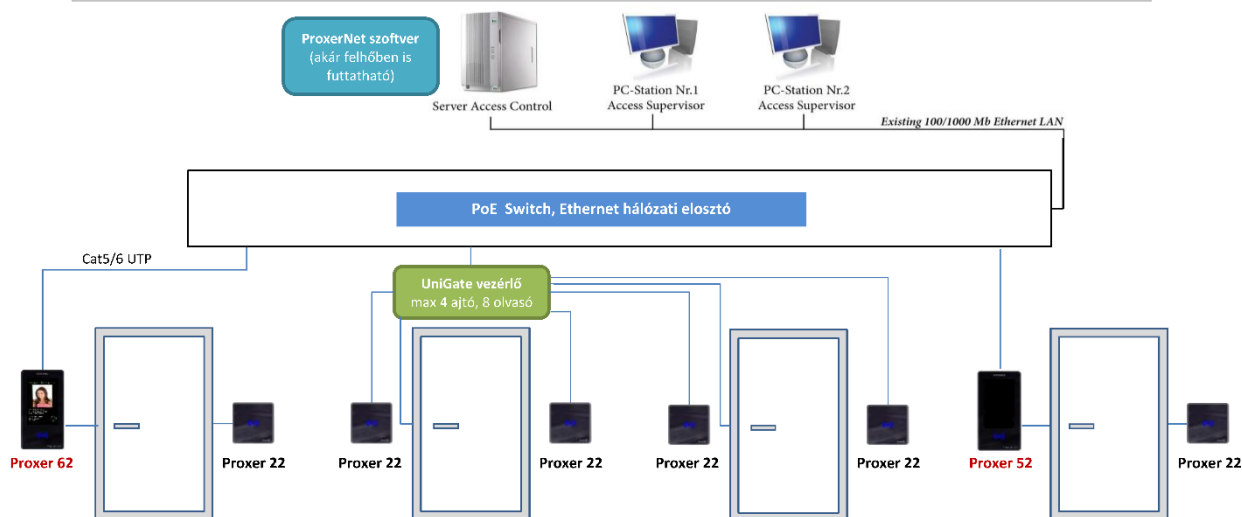 ProxerNet szoftver
(akár felhőben is
futtatható)
Server Access Control
PC-Station Nr.1
Access Supervisor
PC-Station Nr.2
Access Supervisor
Existing 100/1000 Mb Ethernet LAN
PoE Switch, Ethernet hálózati elosztó
Cat5/6 UTP
UniGate vezérlő
max 4 ajtó, 8 olvasó
Proxer 62
Proxer 22
Proxer 22
Proxer 22
Proxer 22
Proxer 22
Proxer 52
Proxer 22